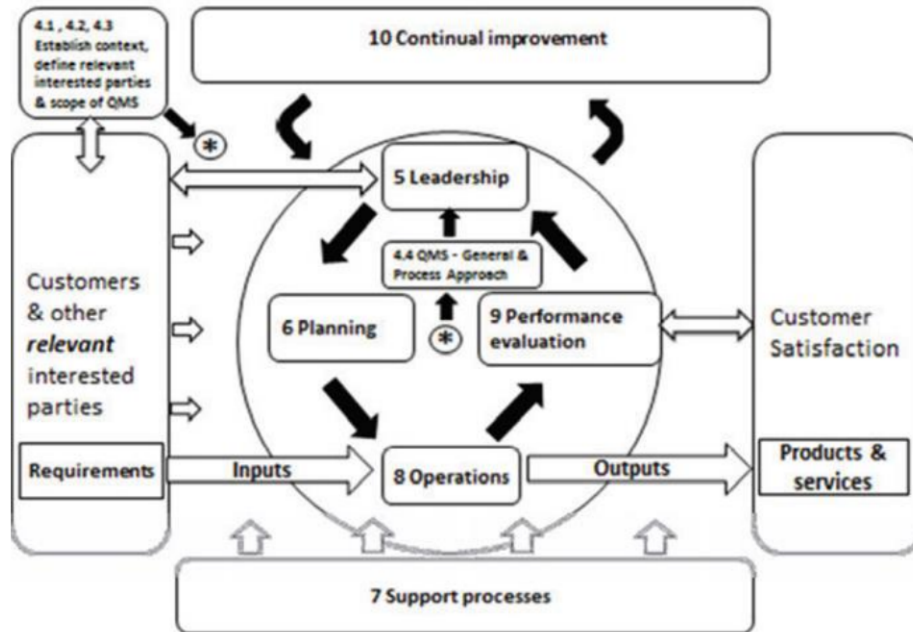 4.1 , 4.2, 4.3
Establish context,
define relevant
interested parties
& scope of QMS
10 Continual improvement
*
5 Leadership
4.4 QMS - General &
Process Approach
Customers
& other
relevant
interested
parties
6 Planning
*
9 Performance
evaluation
Customer
Satisfaction
Requirements
Inputs
8 Operations
Outputs
Products &
services
7 Support processes